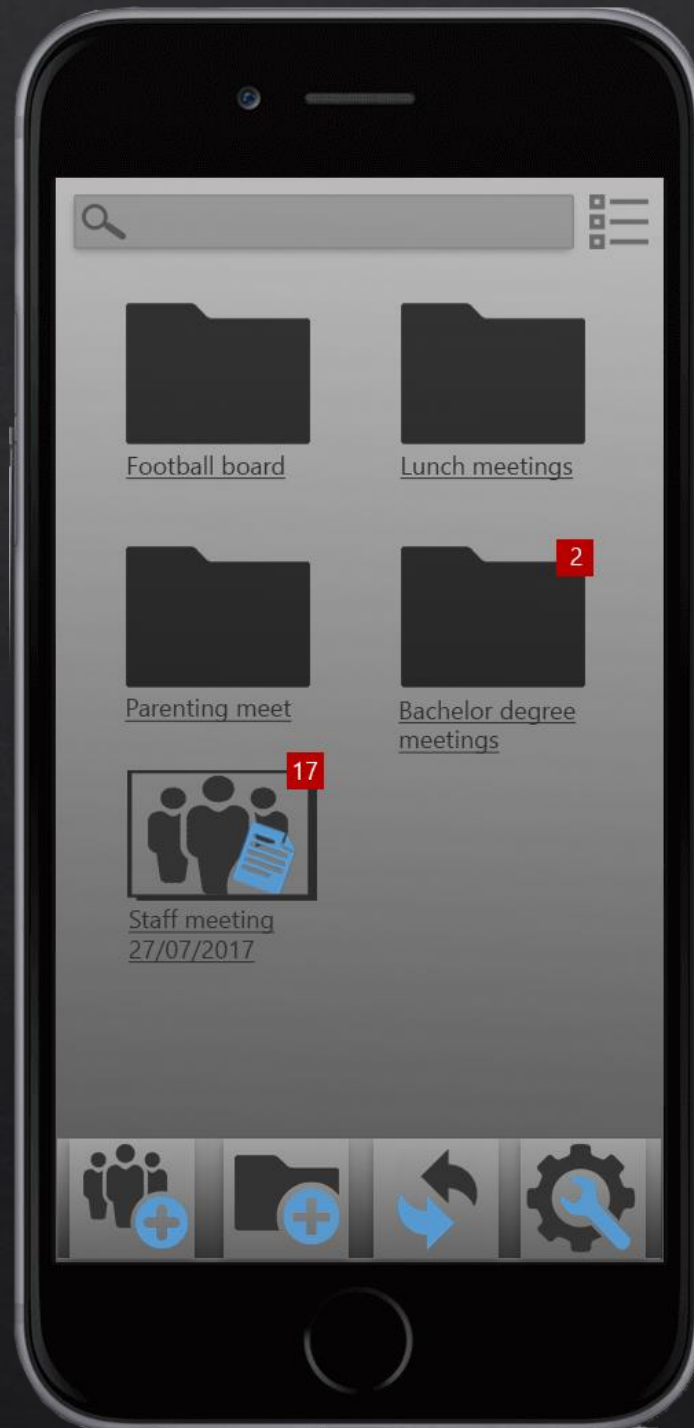 Football board
Lunch meetings
Parenting meet
2
Bachelor degree
meetings
17
Staff meeting
27/07/2017